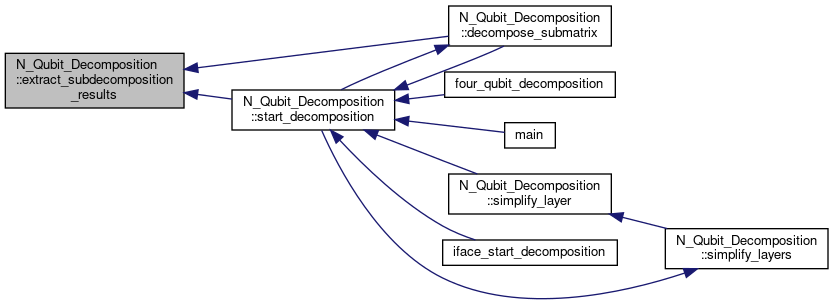 N_Qubit_Decomposition
::extract_subdecomposition
_results
N_Qubit_Decomposition
::start_decomposition
N_Qubit_Decomposition
::decompose_submatrix
four_qubit_decomposition
main
N_Qubit_Decomposition
::simplify_layer
iface_start_decomposition
N_Qubit_Decomposition
::simplify_layers